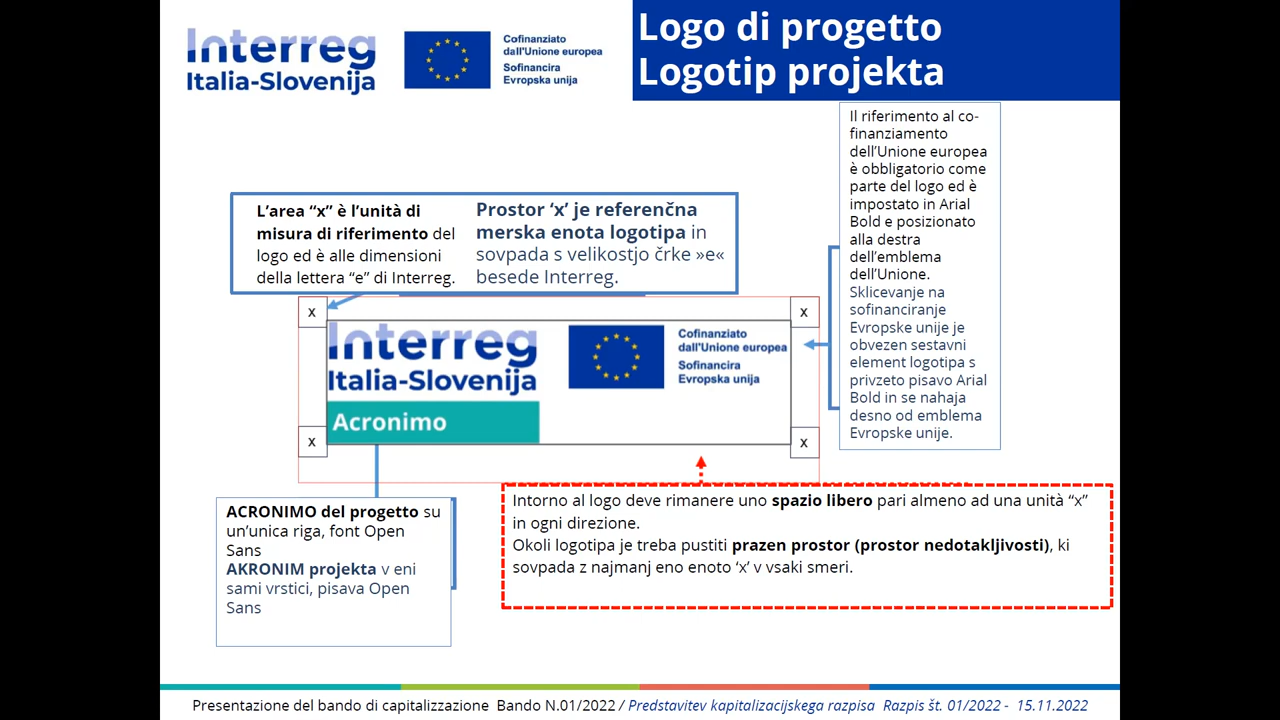 Interreg
Italia-Slovenija
Cofinanziato
dall'Unione europea
Sofinancira
Evropska unija
Logo di progetto
Logotip projekta
Il riferimento al co-
finanziamento
dell’Unione europea
è obbligatorio come
parte del logo ed è
impostato in Arial
Bold e posizionato
alla destra
dell’emblema
dell’Unione.
Sklicevanje na
sofinanciranje
Evropske unije je
obvezen sestavni
element logotipa s
privzeto pisavo Arial
Bold in se nahaja
desno od emblema
Evropske unije.
L’area “x” è l’unità di
misura di riferimento del
logo ed è alle dimensioni
della lettera “e” di Interreg.
Prostor ‘x’ je referenčna
merska enota logotipa in
sovpada s velikostjo črke »e«
besede Interreg.
x
x
Interreg
Italia-Slovenija
Cofinanziato
dall'Unione europea
Sofinancira
Evropska unija
Acronimo
x
x
ACRONIMO del progetto su
un’unica riga, font Open
Sans
AKRONIM projekta v eni
sami vrstici, pisava Open
Sans
Intorno al logo deve rimanere uno spazio libero pari almeno ad una unità “x”
in ogni direzione.
Okoli logotipa je treba pustiti prazen prostor (prostor nedotakljivosti), ki
sovpada z najmanj eno enoto ‘x’ v vsaki smeri.
Presentazione del bando di capitalizzazione Bando N.01/2022 / Predstavitev kapitalizacijskega razpisa Razpis št. 01/2022 - 15.11.2022